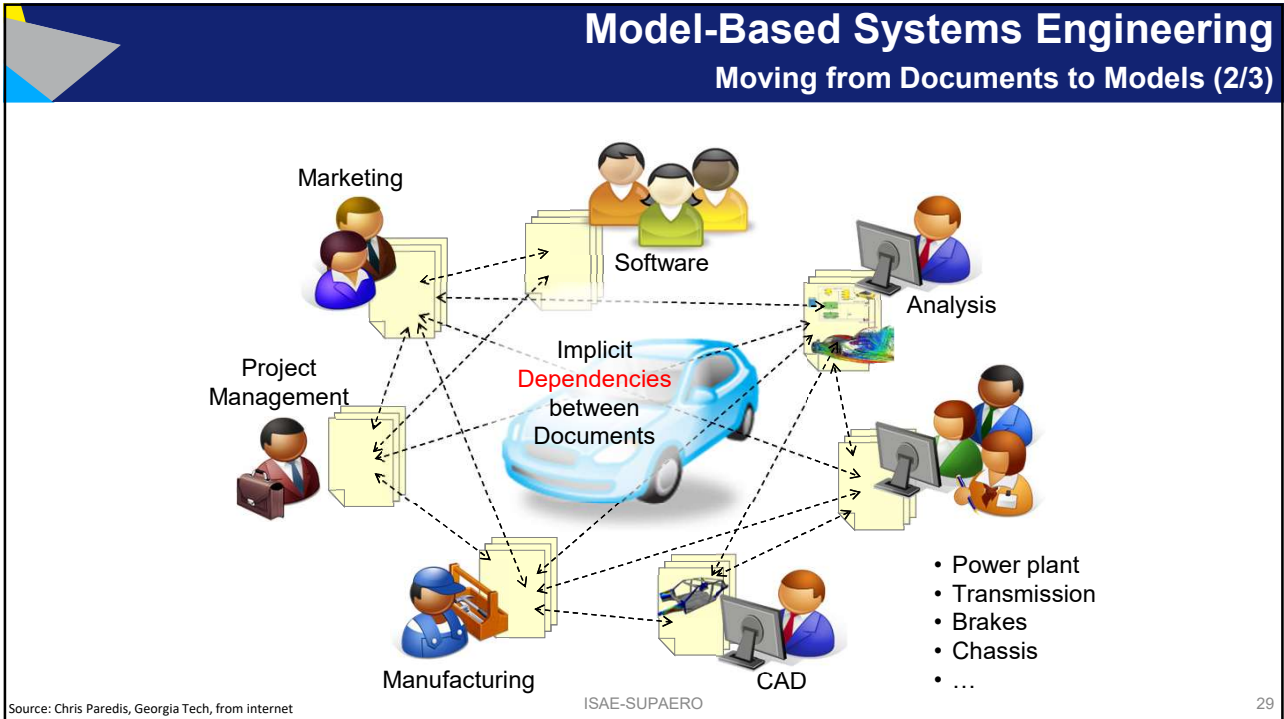 Model-Based Systems Engineering
Moving from Documents to Models (2/3)
Marketing
Software
Analysis
Project
Management
Implicit
Dependencies
between
Documents
Manufacturing
CAD
• Power plant
• Transmission
• Brakes
• Chassis
• …
Source: Chris Paredis, Georgia Tech, from internet
ISAE-SUPAERO
29